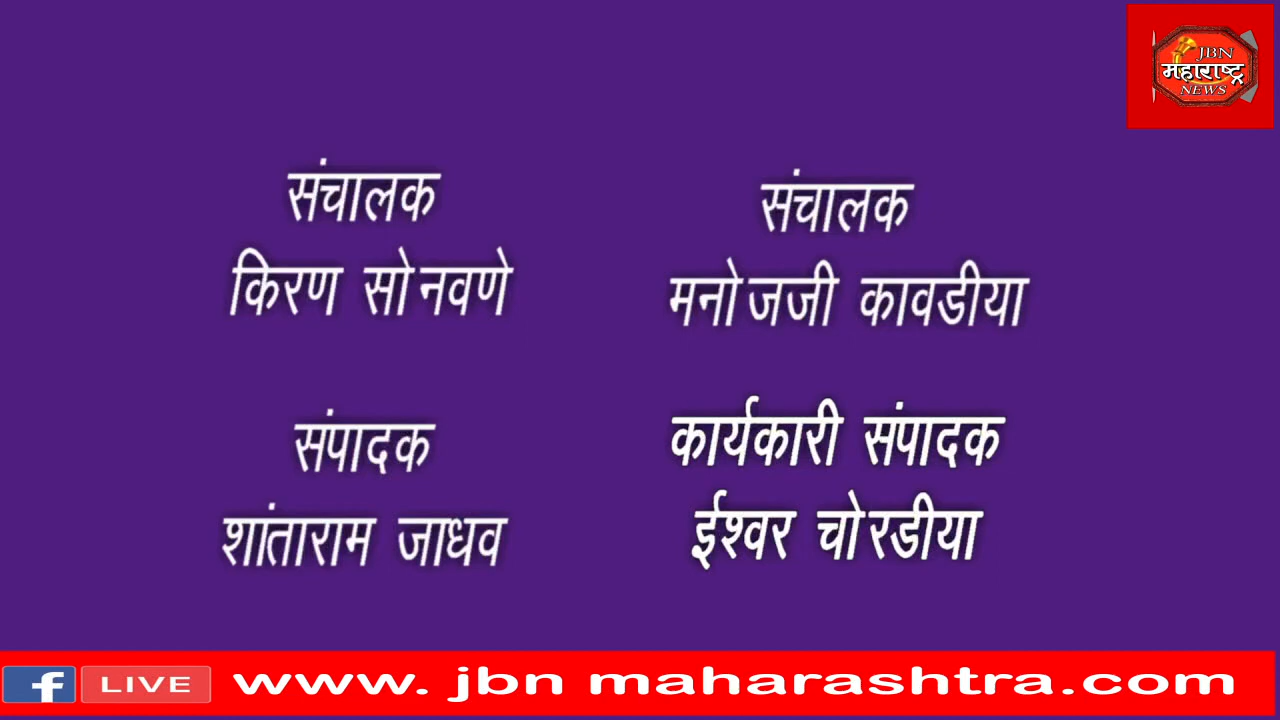 JBN
महाराष्ट्र
NEWS
संचालक
किरण सोनवणे
संचालक
मनोजजी कावडीया
संपादक
शांताराम जाधव
कार्यकारी संपादक
ईश्वर चोरडीया
f LIVE www. jbn maharashtra.com